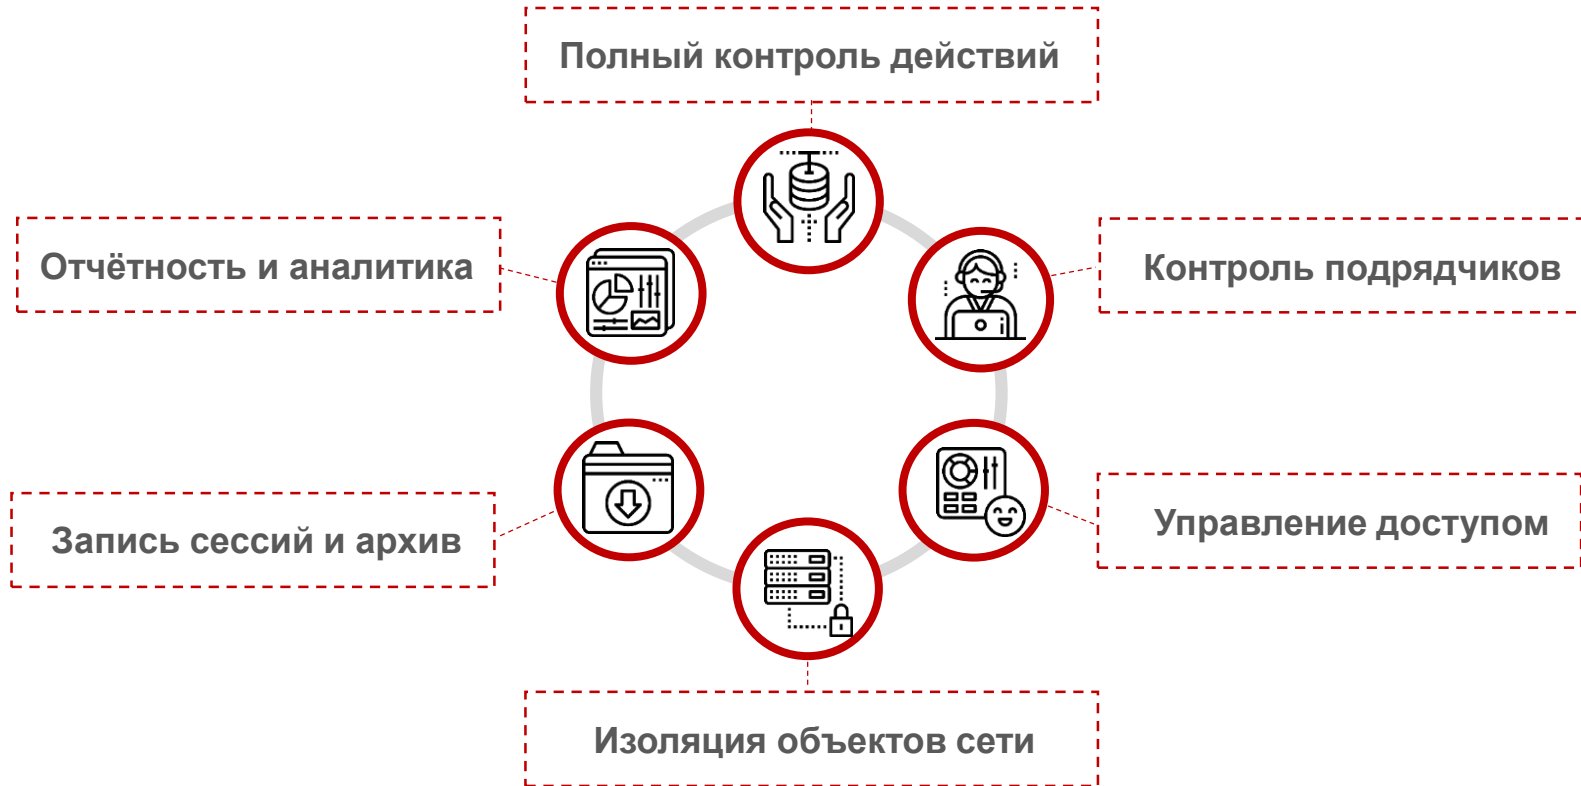 Полный контроль действий
Отчётность и аналитика
Контроль подрядчиков
Запись сессий и архив
Управление доступом
Изоляция объектов сети